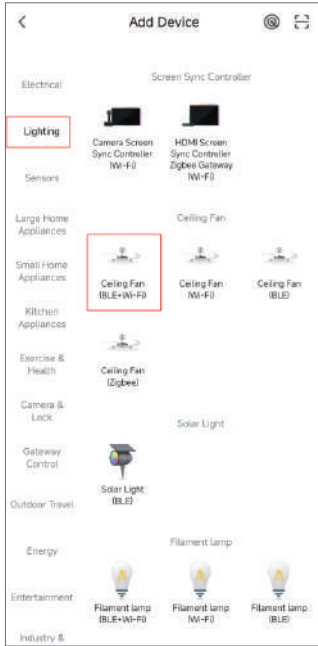 Add Device
Electrical
Lighting
Sensors
Large Home
Appliances
Small Home
Appliances
Kitchen
Appliances
Exercise &
Health
Camera &
Lock
Gateway
Control
Outdoor Travel
Energy
Entertainment
Industry &
Screen Sync Controller
Camera Screen
Sync Controller
(Wi-Fi)
HDMI Screen
Sync Controller
Zigbee Gateway
(Wi-Fi)
Ceiling Fan
Ceiling Fan
(BLE+Wi-Fi)
Ceiling Fan
(Wi-Fi)
Ceiling Fan
(BLE)
Ceiling Fan
(Zigbee)
Solar Light
Solar Light
(BLE)
Filament lamp
Filament lamp
(BLE+Wi-Fi)
Filament lamp
(Wi-Fi)
Filament lamp
(BLE)